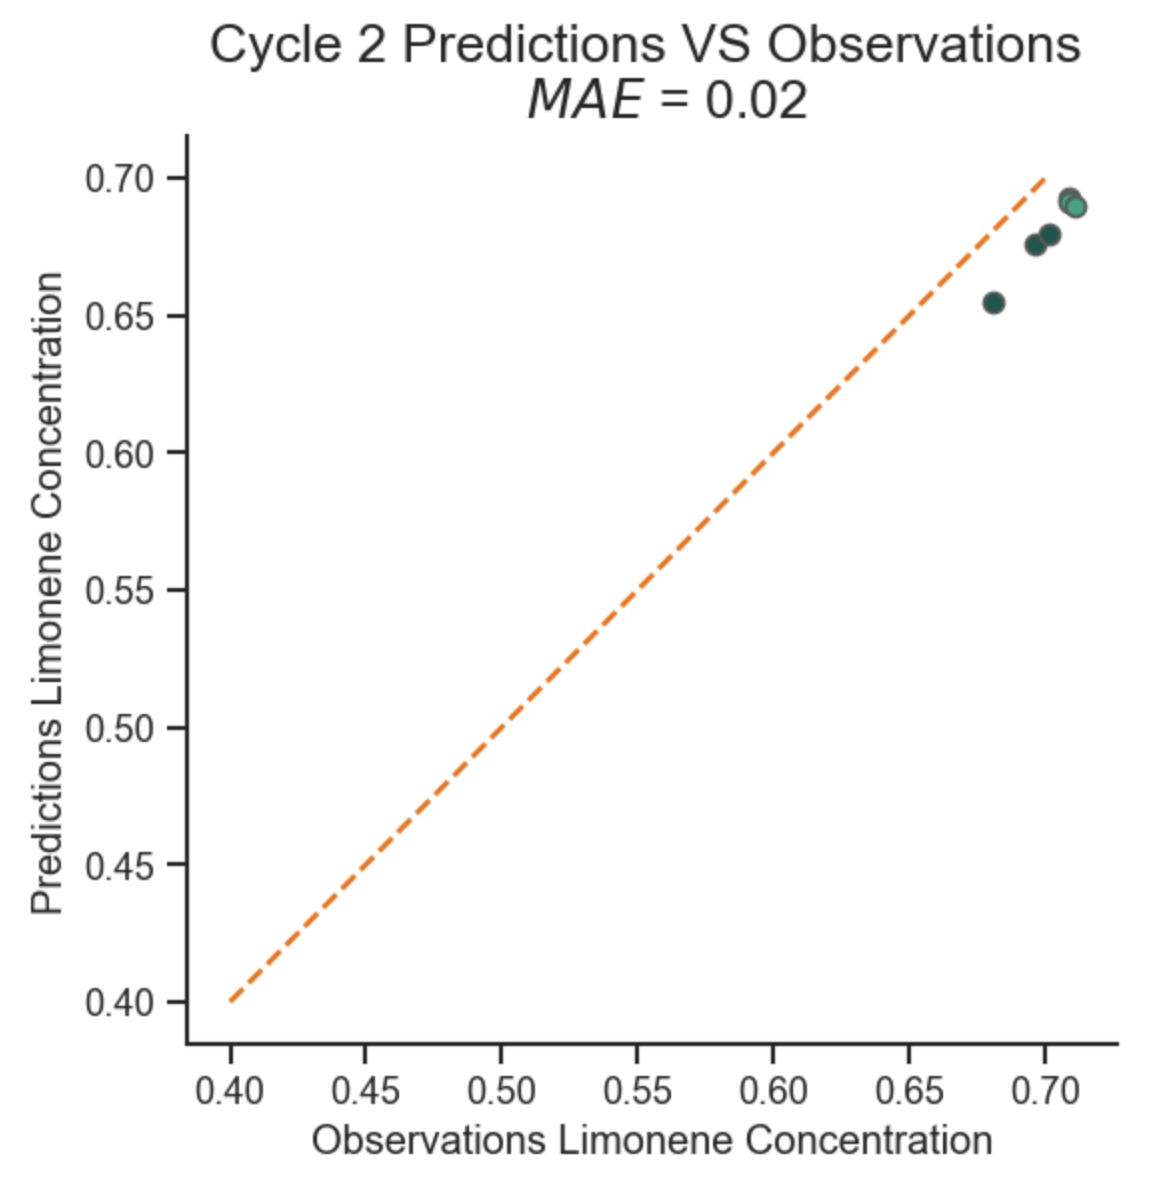 Cycle 2 Predictions VS Observations
MAE = 0.02
Predictions Limonene Concentration
0.70
0.65
0.60
0.55
0.50
0.45
0.40
0.40 0.45 0.50 0.55 0.60 0.65 0.70
Observations Limonene Concentration